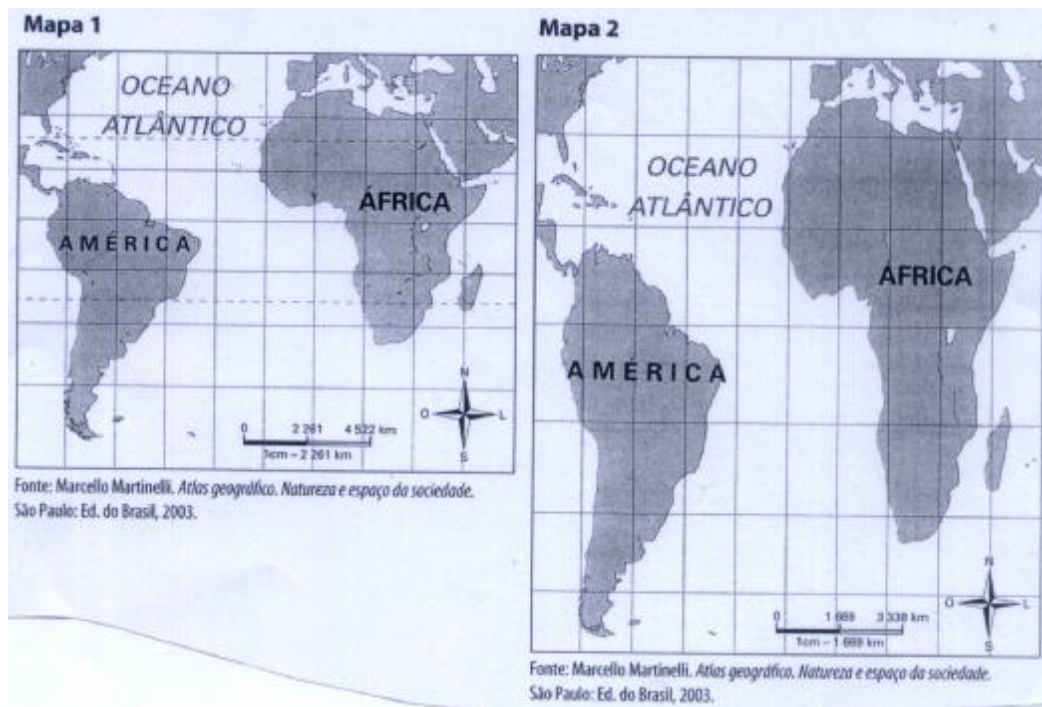 Mapa 1
OCEANO
ATLÂNTICO
ÁFRICA
AMÉRICA
N
O
L
S
0 2 261 4 522 km
1cm – 2 261 km
Fonte: Marcello Martinelli. Atlas geográfico. Natureza e espaço da sociedade.
São Paulo: Ed. do Brasil, 2003.
Mapa 2
OCEANO
ATLÂNTICO
ÁFRICA
AMÉRICA
N
O
L
S
0 1 669 3 338 km
1cm – 1 669 km
Fonte: Marcello Martinelli. Atlas geográfico. Natureza e espaço da sociedade.
São Paulo: Ed. do Brasil, 2003.